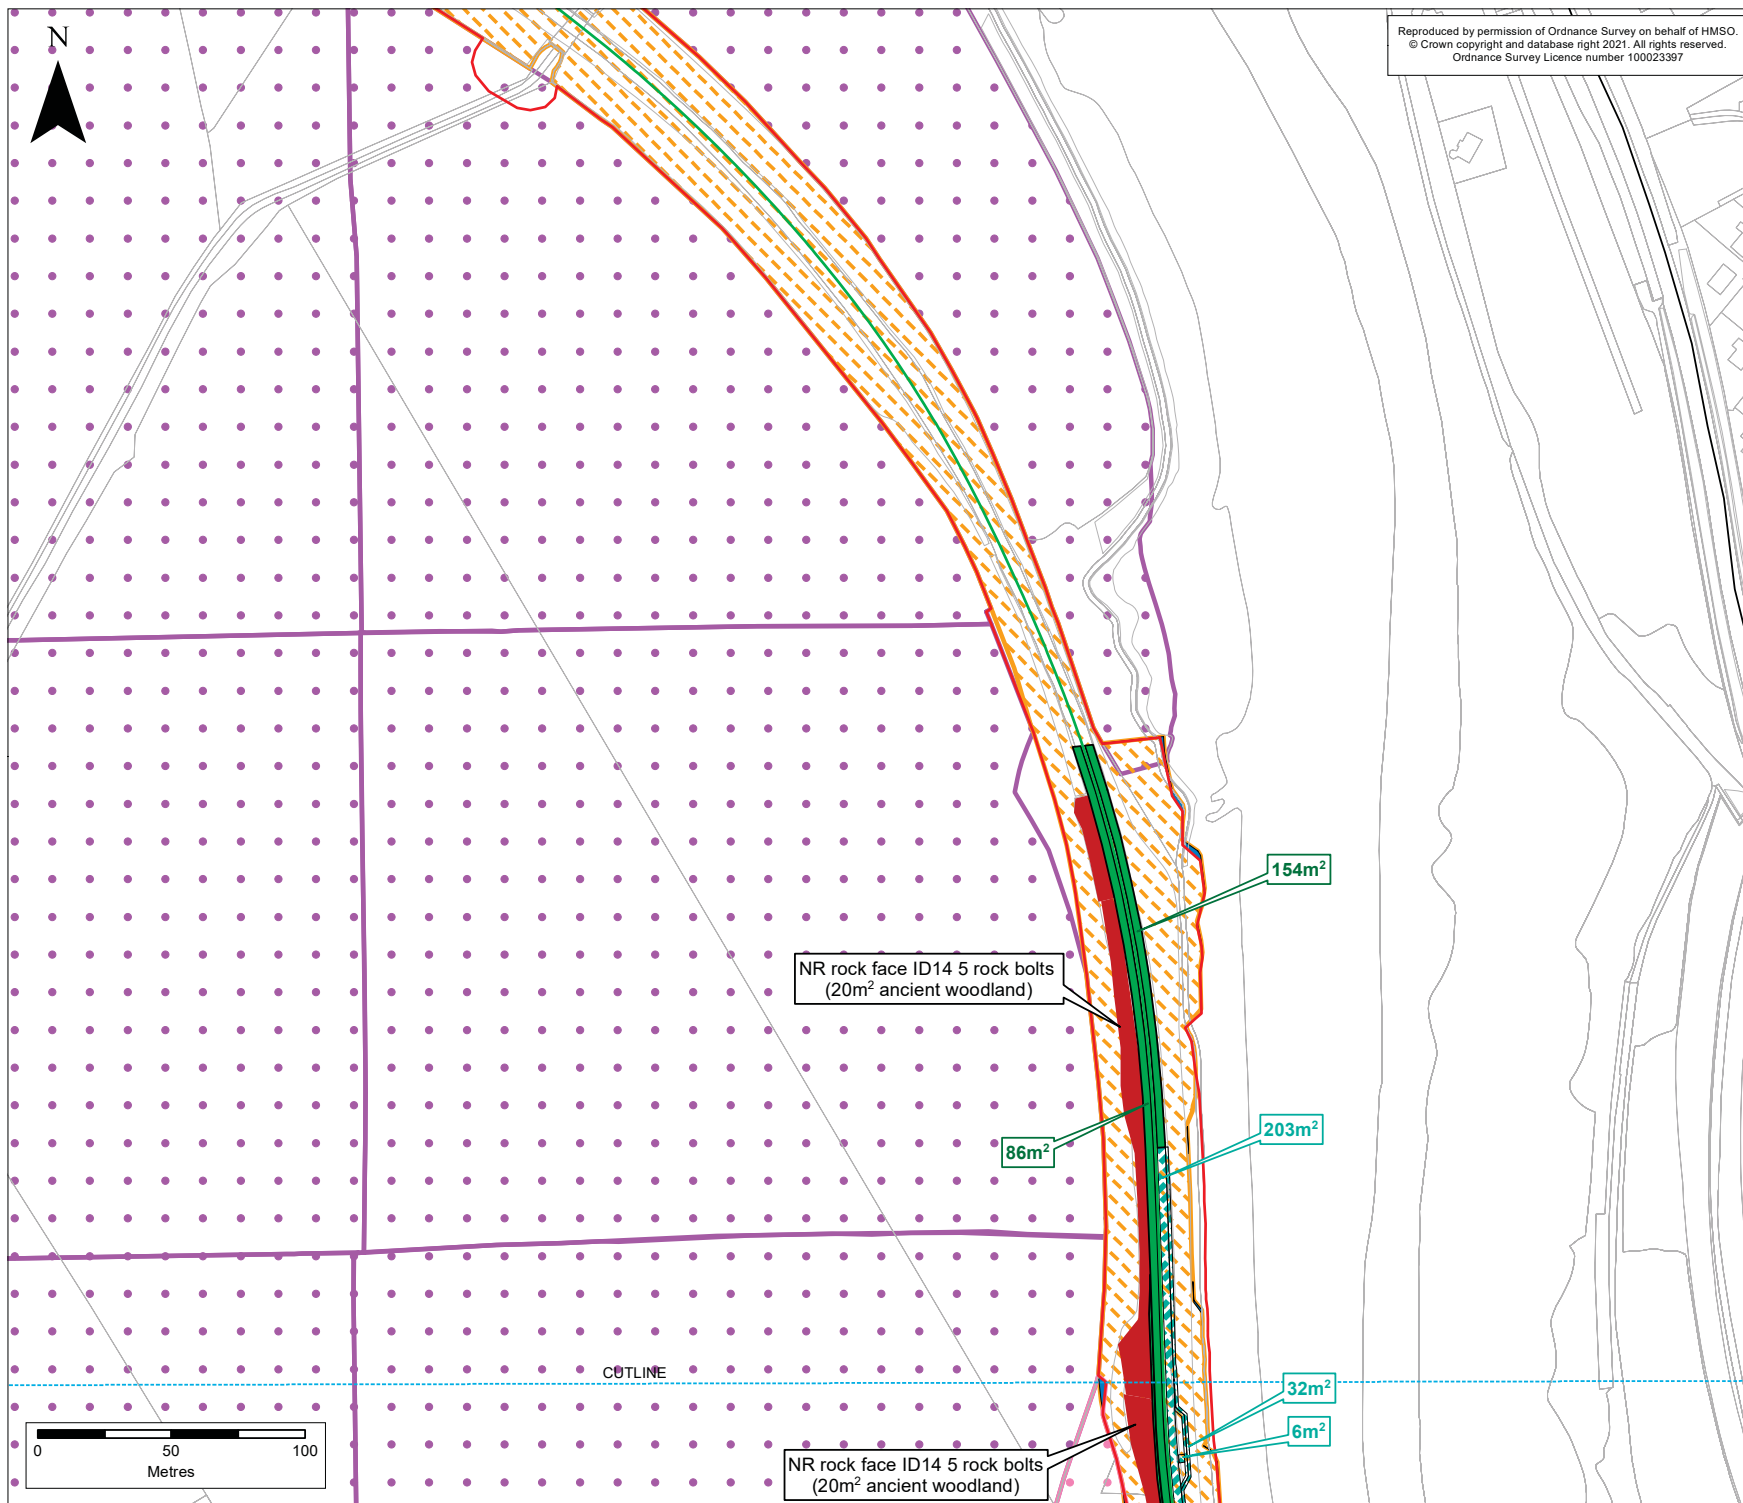 N
Reproduced by permission of Ordnance Survey on behalf of HMSO.
© Crown copyright and database right 2021. All rights reserved.
Ordnance Survey Licence number 100023397
154m²
NR rock face ID14 5 rock bolts
(20m² ancient woodland)
203m²
86m²
CUTLINE
32m²
6m²
0 50 100
Metres
NR rock face ID14 5 rock bolts
(20m² ancient woodland)